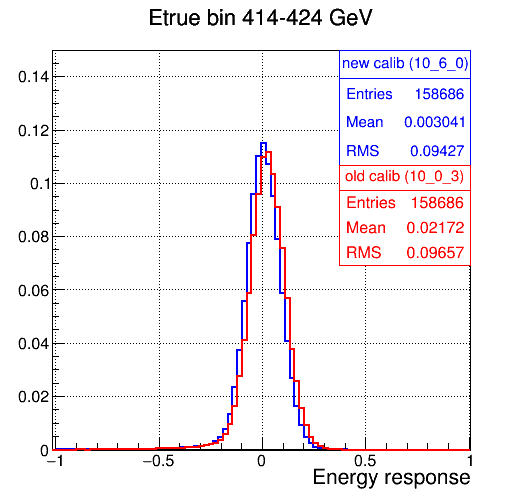 Etrue bin 414-424 GeV
new calib (10_6_0)
Entries 158686
Mean 0.003041
RMS 0.09427
old calib (10_0_3)
Entries 158686
Mean 0.02172
RMS 0.09657
0.14
0.12
0.1
0.08
0.06
0.04
0.02
0
−1 −0.5 0 0.5 1
Energy response